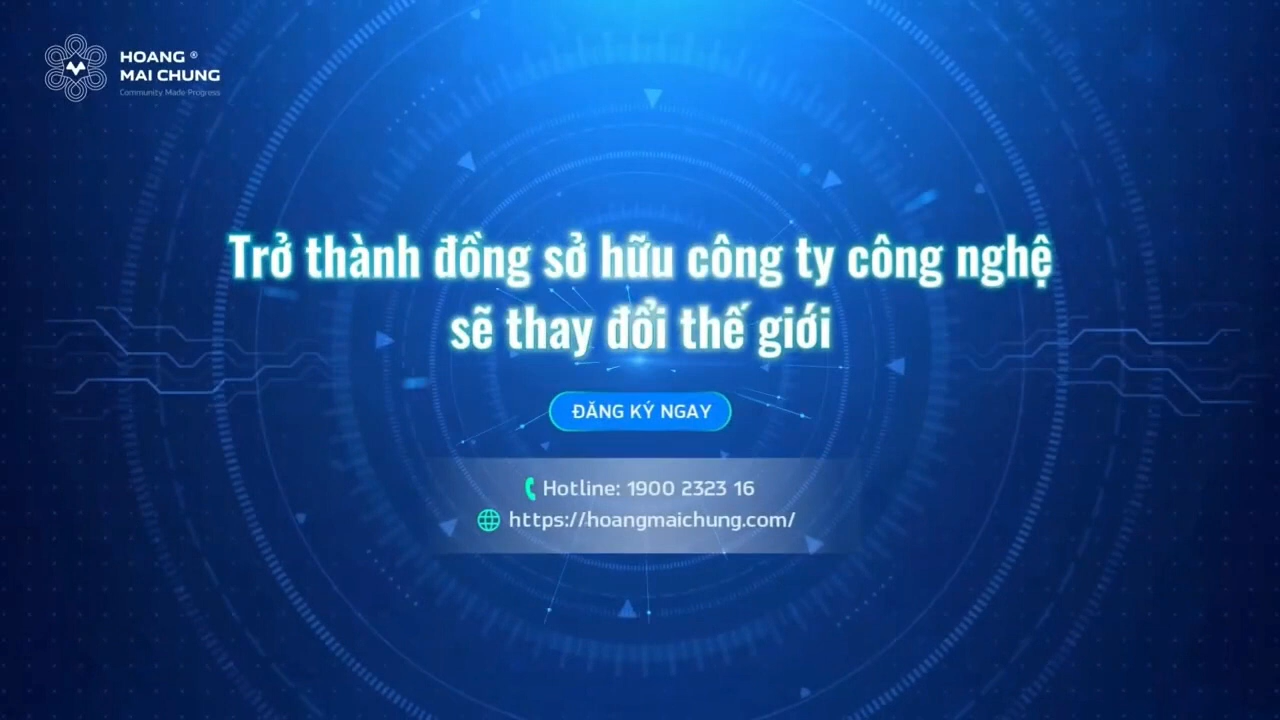 HOANG ®
MAI CHUNG
Community Made Progress
Trở thành đồng sở hữu công ty công nghệ
sẽ thay đổi thế giới
ĐĂNG KÝ NGAY
Hotline: 1900 2323 16
https://hoangmaichung.com/